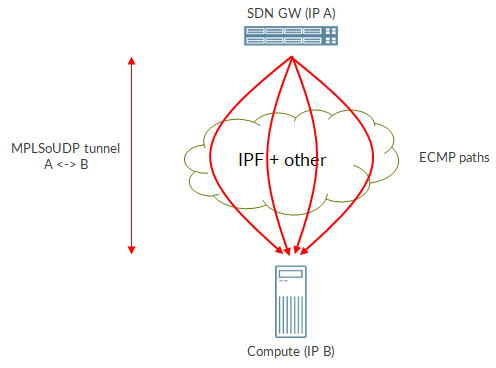 SDN GW (IP A)
MPLSoUDP tunnel
A <-> B
IPF + other
ECMP paths
Compute (IP B)